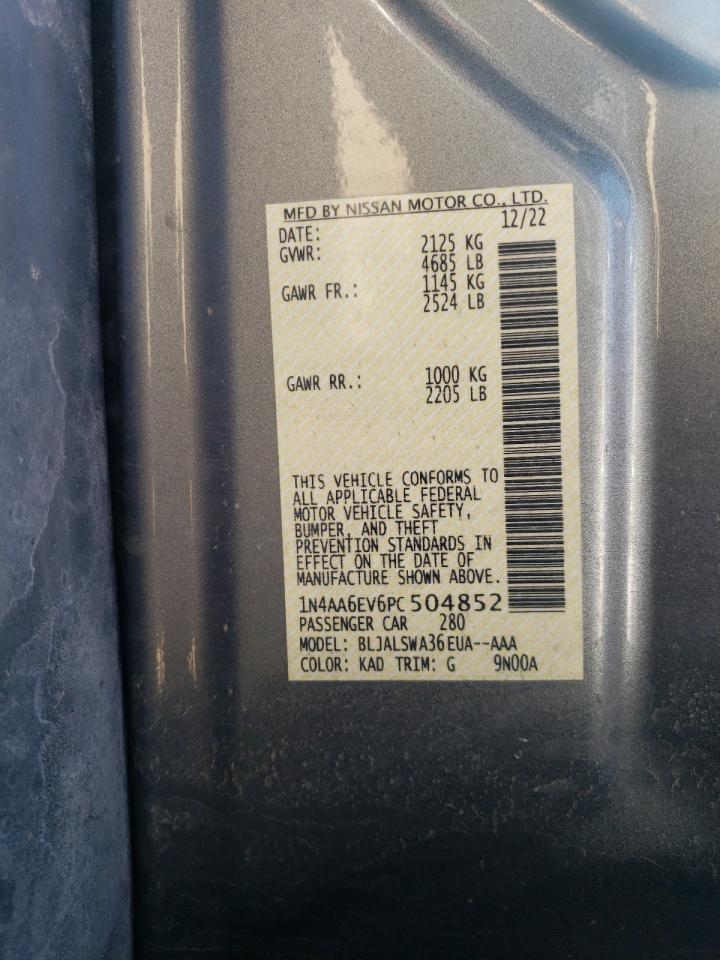 MFD BY NISSAN MOTOR CO., LTD.
DATE: 12/22
GVWR: 2125 KG
4685 LB
GAWR FR.: 1145 KG
2524 LB
GAWR RR.: 1000 KG
2205 LB
THIS VEHICLE CONFORMS TO
ALL APPLICABLE FEDERAL
MOTOR VEHICLE SAFETY,
BUMPER, AND THEFT
PREVENTION STANDARDS IN
EFFECT ON THE DATE OF
MANUFACTURE SHOWN ABOVE.
1N4AA6EV6PC504852
PASSENGER CAR 280
MODEL: BLJALSWA36EUA--AAA
COLOR: KAD TRIM: G 9N00A